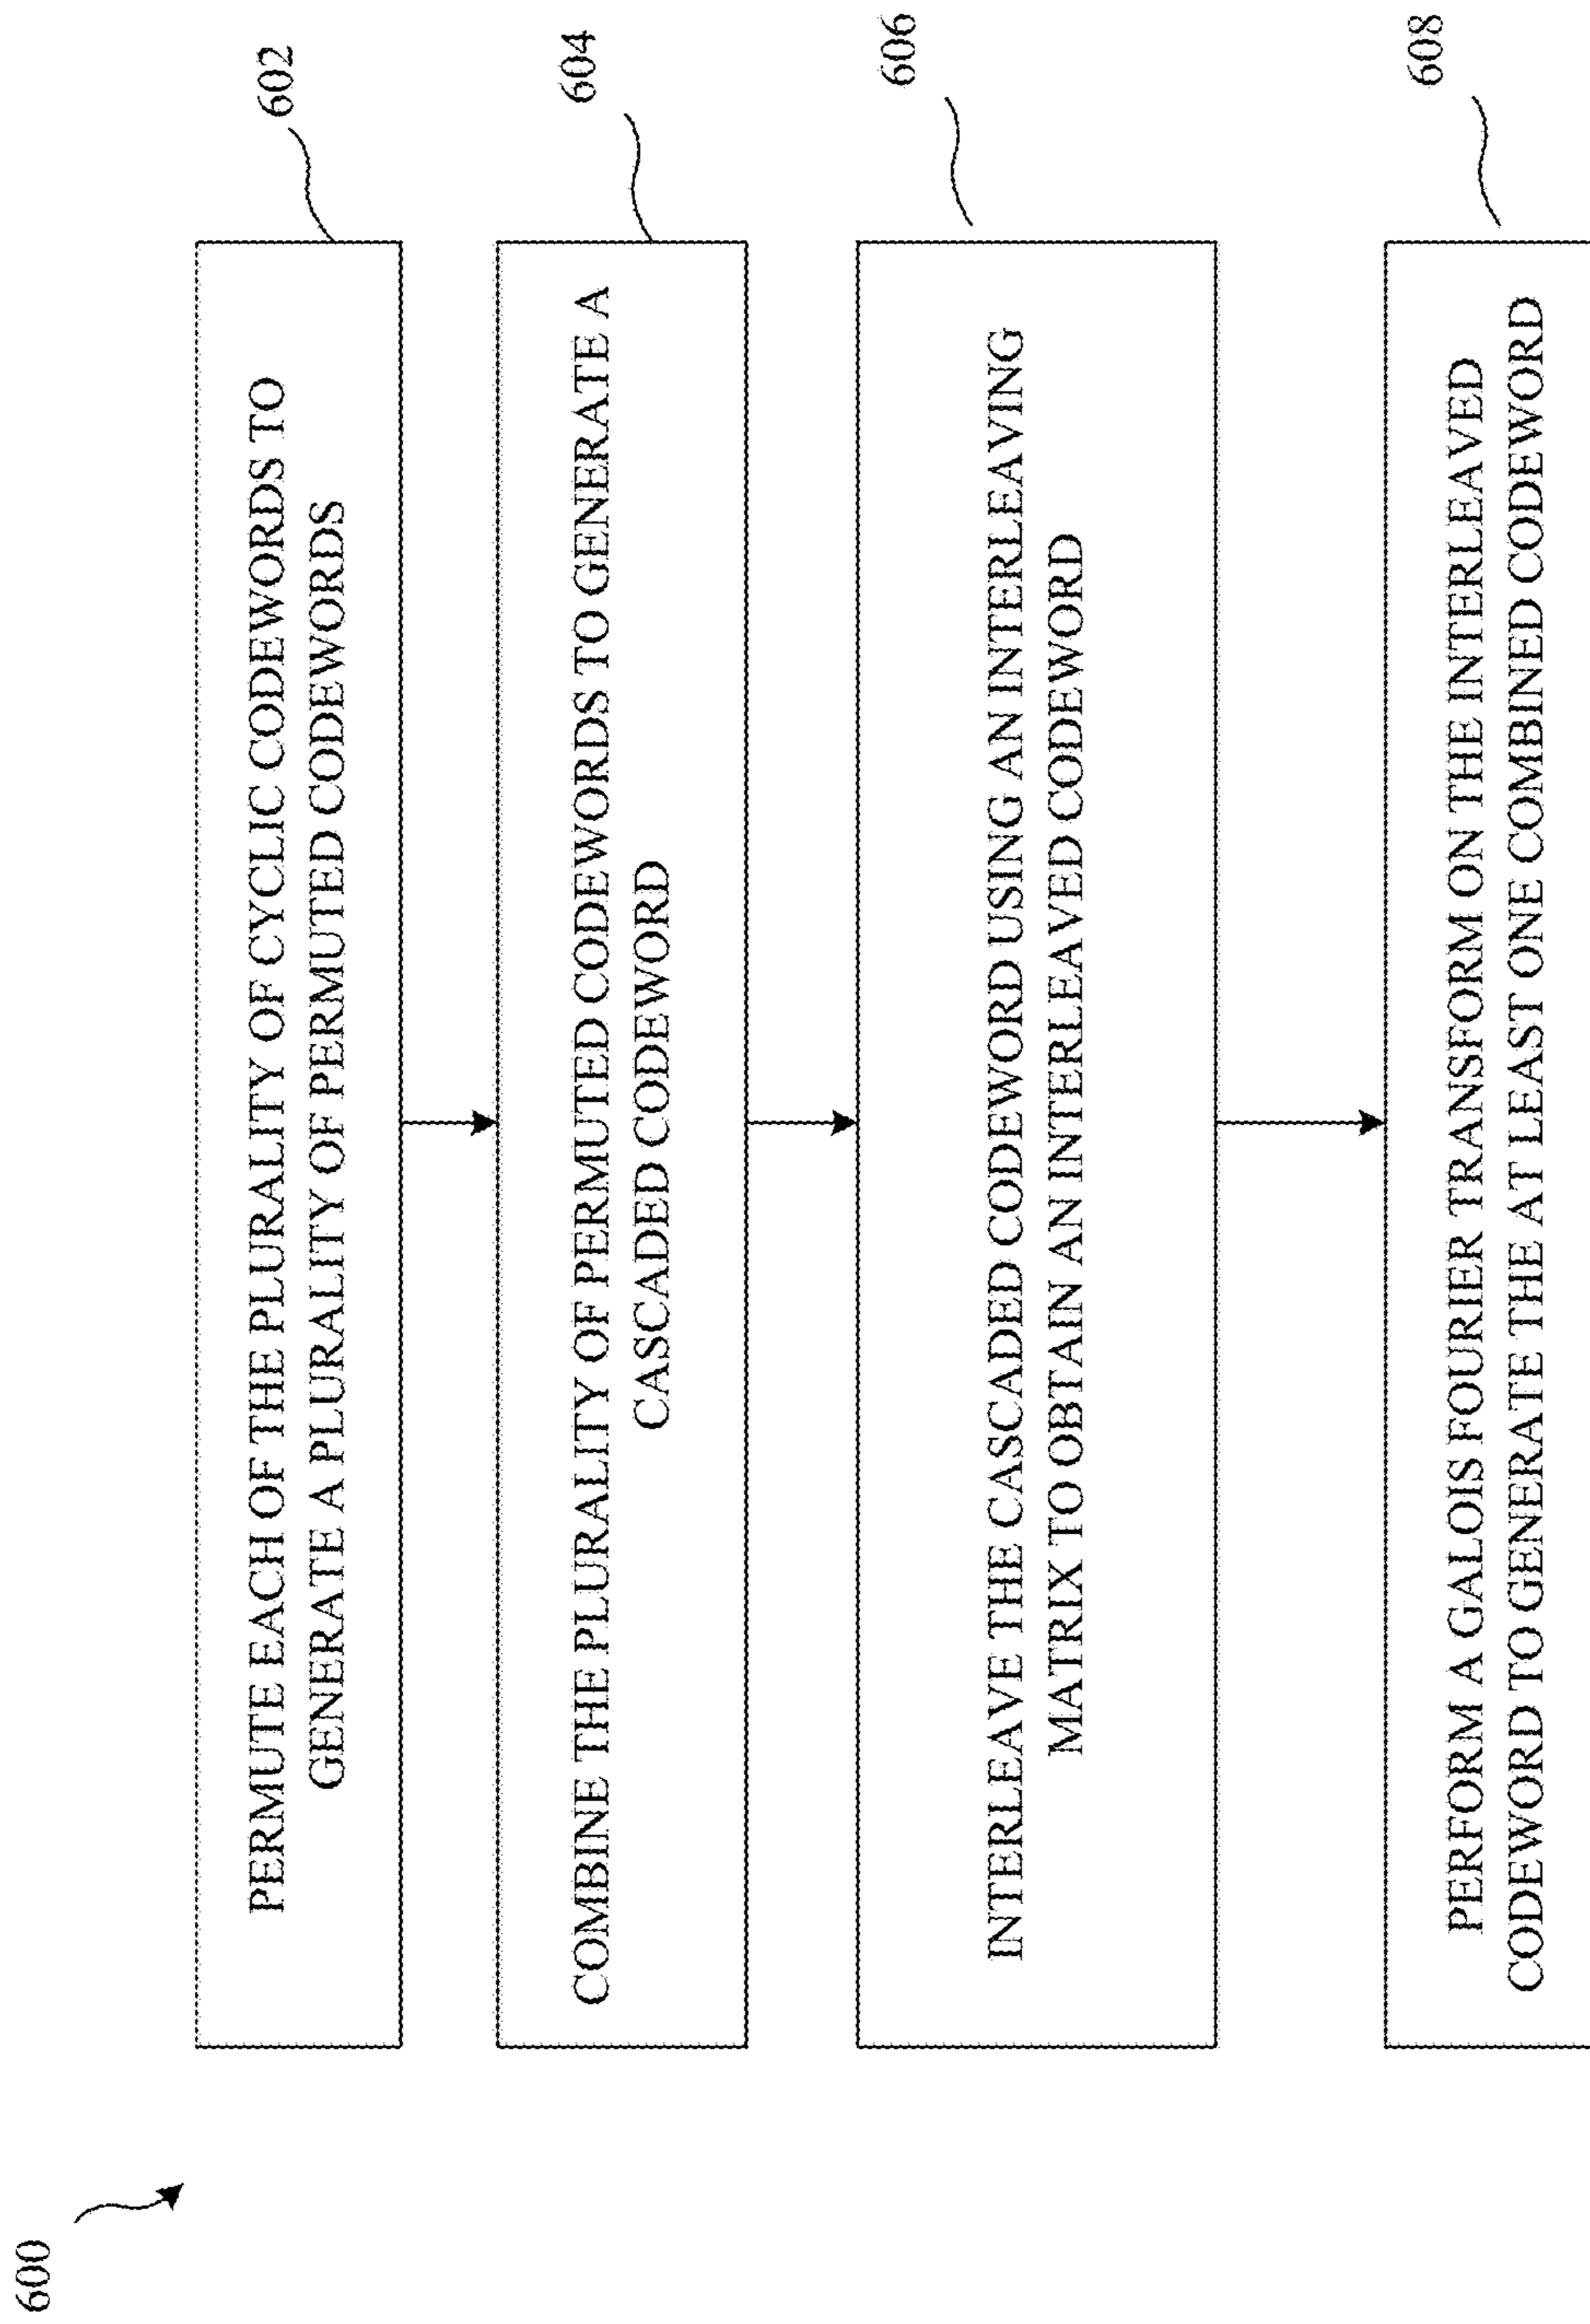 600
PERMUTE EACH OF THE PLURALITY OF CYCLIC CODEWORDS TO
GENERATE A PLURALITY OF PERMUTED CODEWORDS
602
COMBINE THE PLURALITY OF PERMUTED CODEWORDS TO GENERATE A
CASCADED CODEWORD
604
INTERLEAVE THE CASCADED CODEWORD USING AN INTERLEAVING
MATRIX TO OBTAIN AN INTERLEAVED CODEWORD
606
PERFORM A GALOIS FOURIER TRANSFORM ON THE INTERLEAVED
CODEWORD TO GENERATE THE AT LEAST ONE COMBINED CODEWORD
608